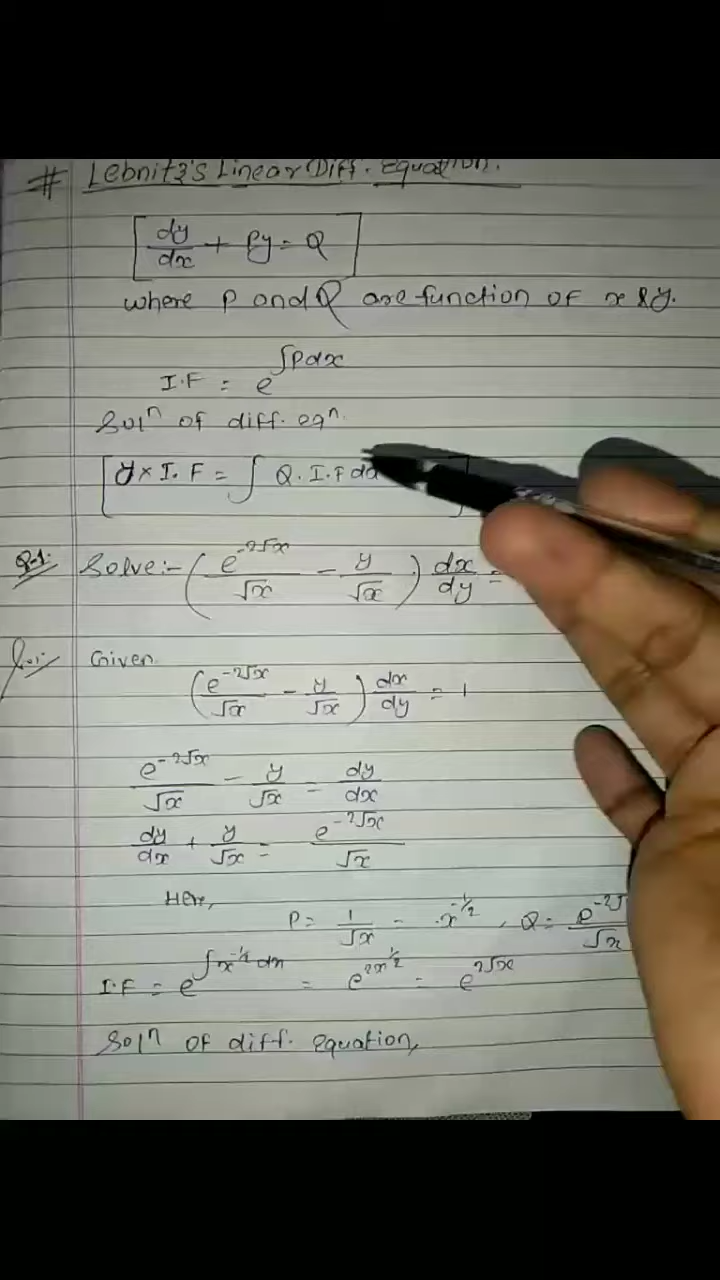 # Lebnitz's Linear Diff. Equation.
[dy/dx + Py = Q]
where P and Q are function of x & y.
I.F = e^∫Pdx
Solⁿ of diff. eqⁿ.
[y × I.F = ∫ Q. I.F dx
Q-1. Solve:- (e^-2√x/√x - y/√x) dx/dy =
Sol:- Given
(e^-2√x/√x - y/√x) dx/dy = 1
e^-2√x/√x - y/√x = dy/dx
dy/dx + y/√x = e^-2√x/√x
Here,
P = 1/√x = x^-1/2, Q = e^-2√/√x
I.F = e^∫x^-1/2 dx = e^2x^1/2 = e^2√x
Solⁿ of diff. equation,